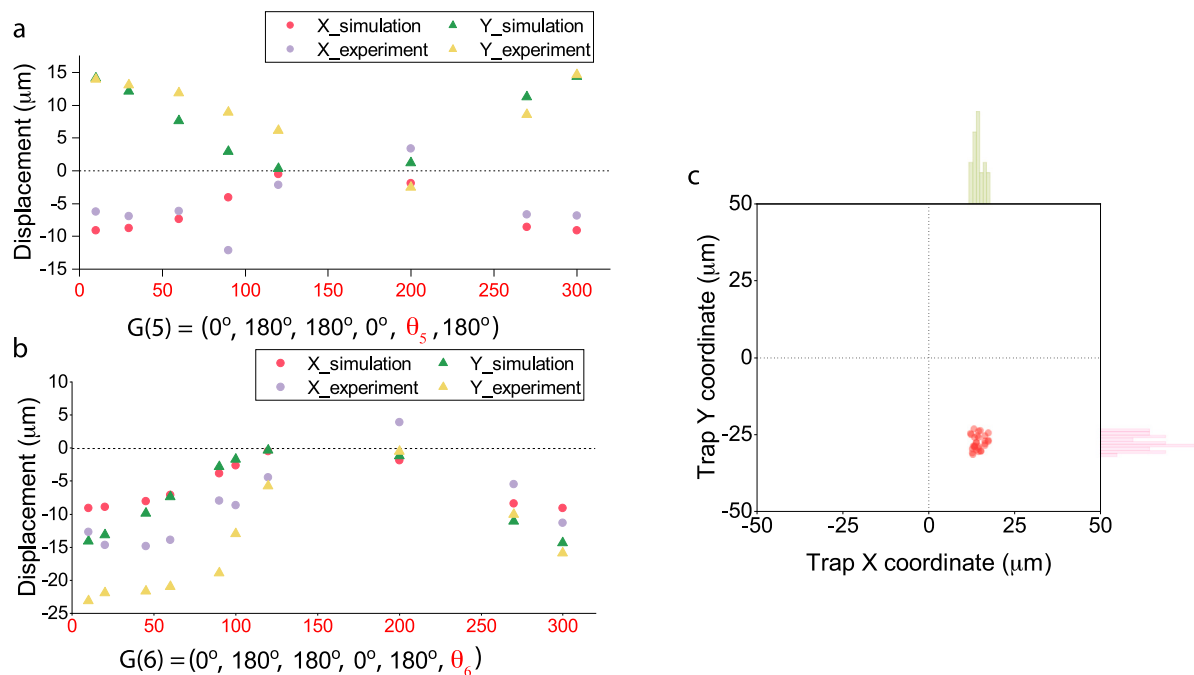 a
X_simulation Y_simulation
X_experiment Y_experiment
Displacement (μm)
15
10
5
0
-5
-10
-15
0 50 100 150 200 250 300
G(5) = (0º, 180º, 180º, 0º, θ5, 180º)
b
X_simulation Y_simulation
X_experiment Y_experiment
Displacement (μm)
10
5
0
-5
-10
-15
-20
-25
0 50 100 150 200 250 300
G(6) = (0º, 180º, 180º, 0º, 180º, θ6)
c
Trap Y coordinate (μm)
50
25
0
-25
-50
-50 -25 0 25 50
Trap X coordinate (μm)